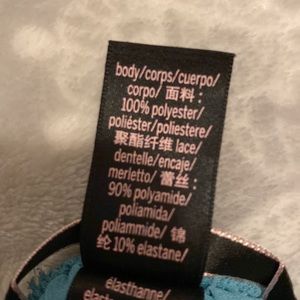 body/corps/cuerpo/
corpo/ 面料：
100% polyester/
poliéster/poliestere/
聚酯纤维 lace/
dentelle/encaje/
merletto/ 蕾丝：
90% polyamide/
poliamida/
poliammide/ 锦
纶 10% elastane/
élasthanne/